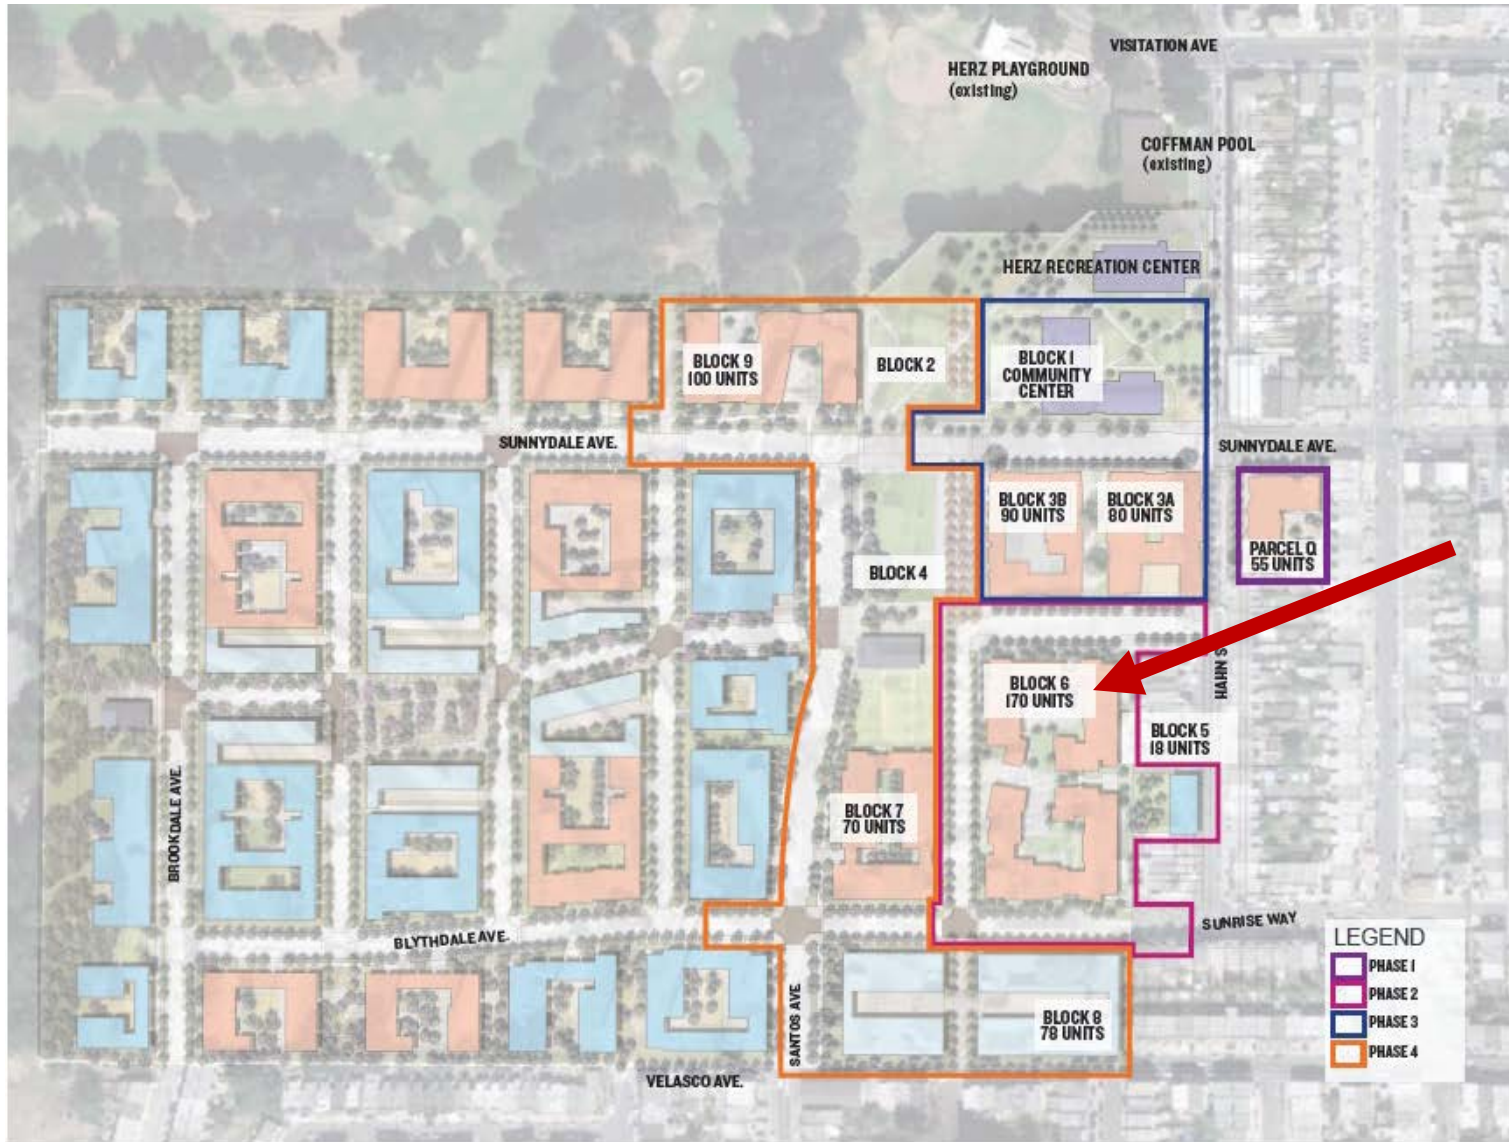 VISITATION AVE
HERZ PLAYGROUND
(existing)
COFFMAN POOL
(existing)
HERZ RECREATION CENTER
BLOCK 9
100 UNITS
BLOCK 2
BLOCK 1
COMMUNITY
CENTER
SUNNYDALE AVE.
SUNNYDALE AVE.
BLOCK 3B
90 UNITS
BLOCK 3A
80 UNITS
PARCEL Q
55 UNITS
BLOCK 4
HAHN S
BLOCK 6
170 UNITS
BLOCK 5
18 UNITS
BROOKDALE AVE.
BLOCK 7
70 UNITS
BLYTHDALE AVE.
SUNRISE WAY
SANTOS AVE
BLOCK 8
78 UNITS
VELASCO AVE.
LEGEND
PHASE 1
PHASE 2
PHASE 3
PHASE 4